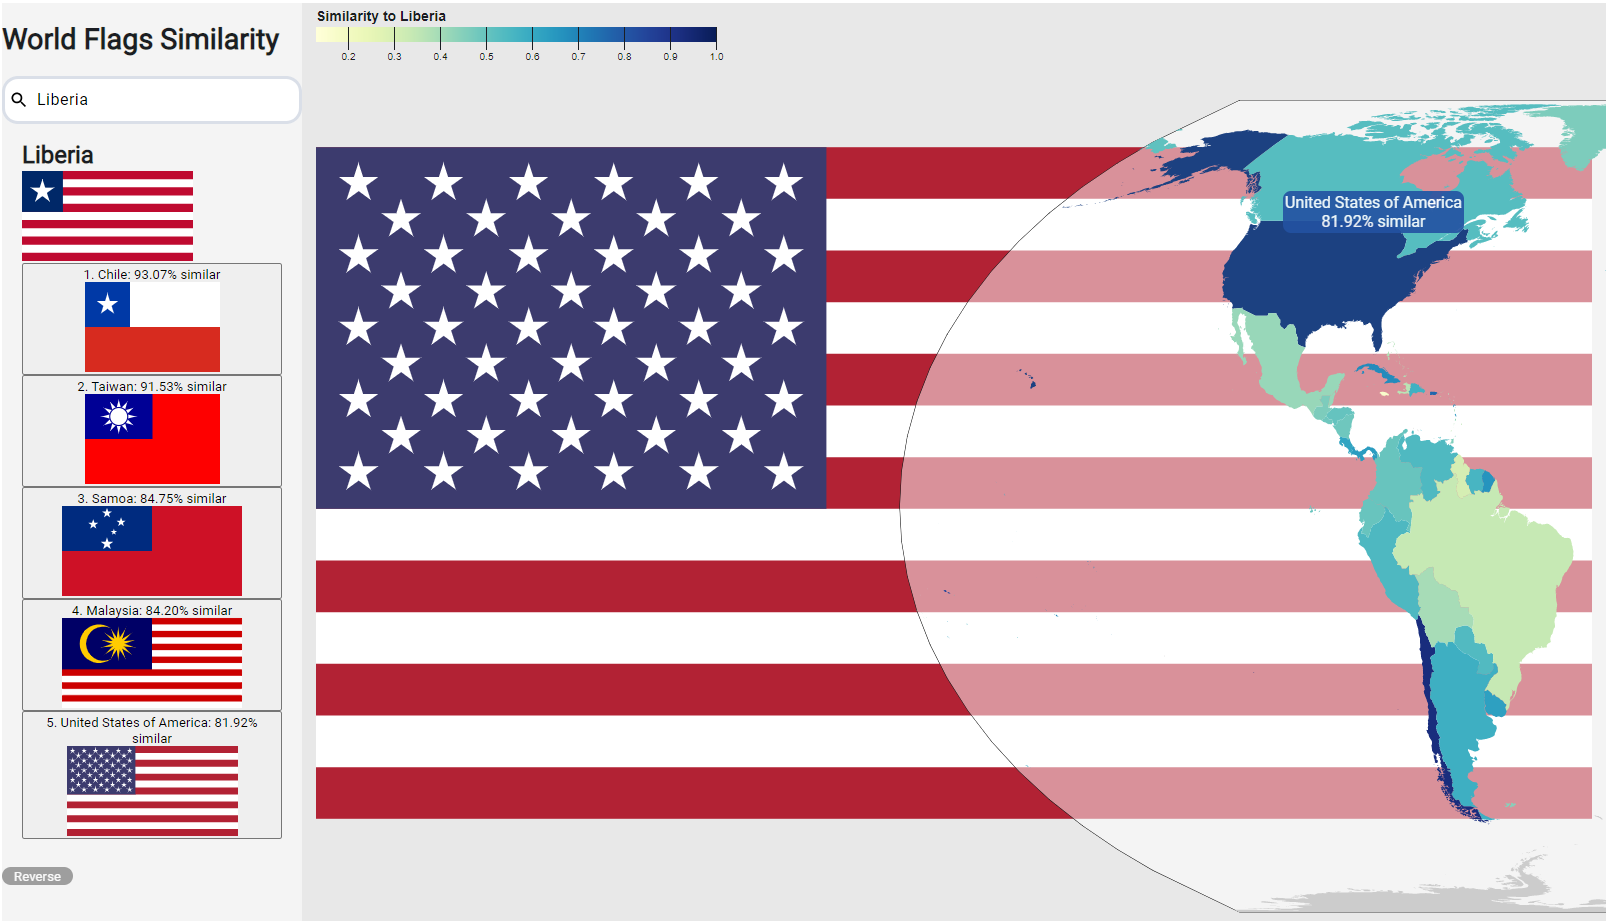 World Flags Similarity
Liberia
Liberia
1. Chile: 93.07% similar
2. Taiwan: 91.53% similar
3. Samoa: 84.75% similar
4. Malaysia: 84.20% similar
5. United States of America: 81.92%
similar
Reverse
Similarity to Liberia
0.2 0.3 0.4 0.5 0.6 0.7 0.8 0.9 1.0
United States of America
81.92% similar